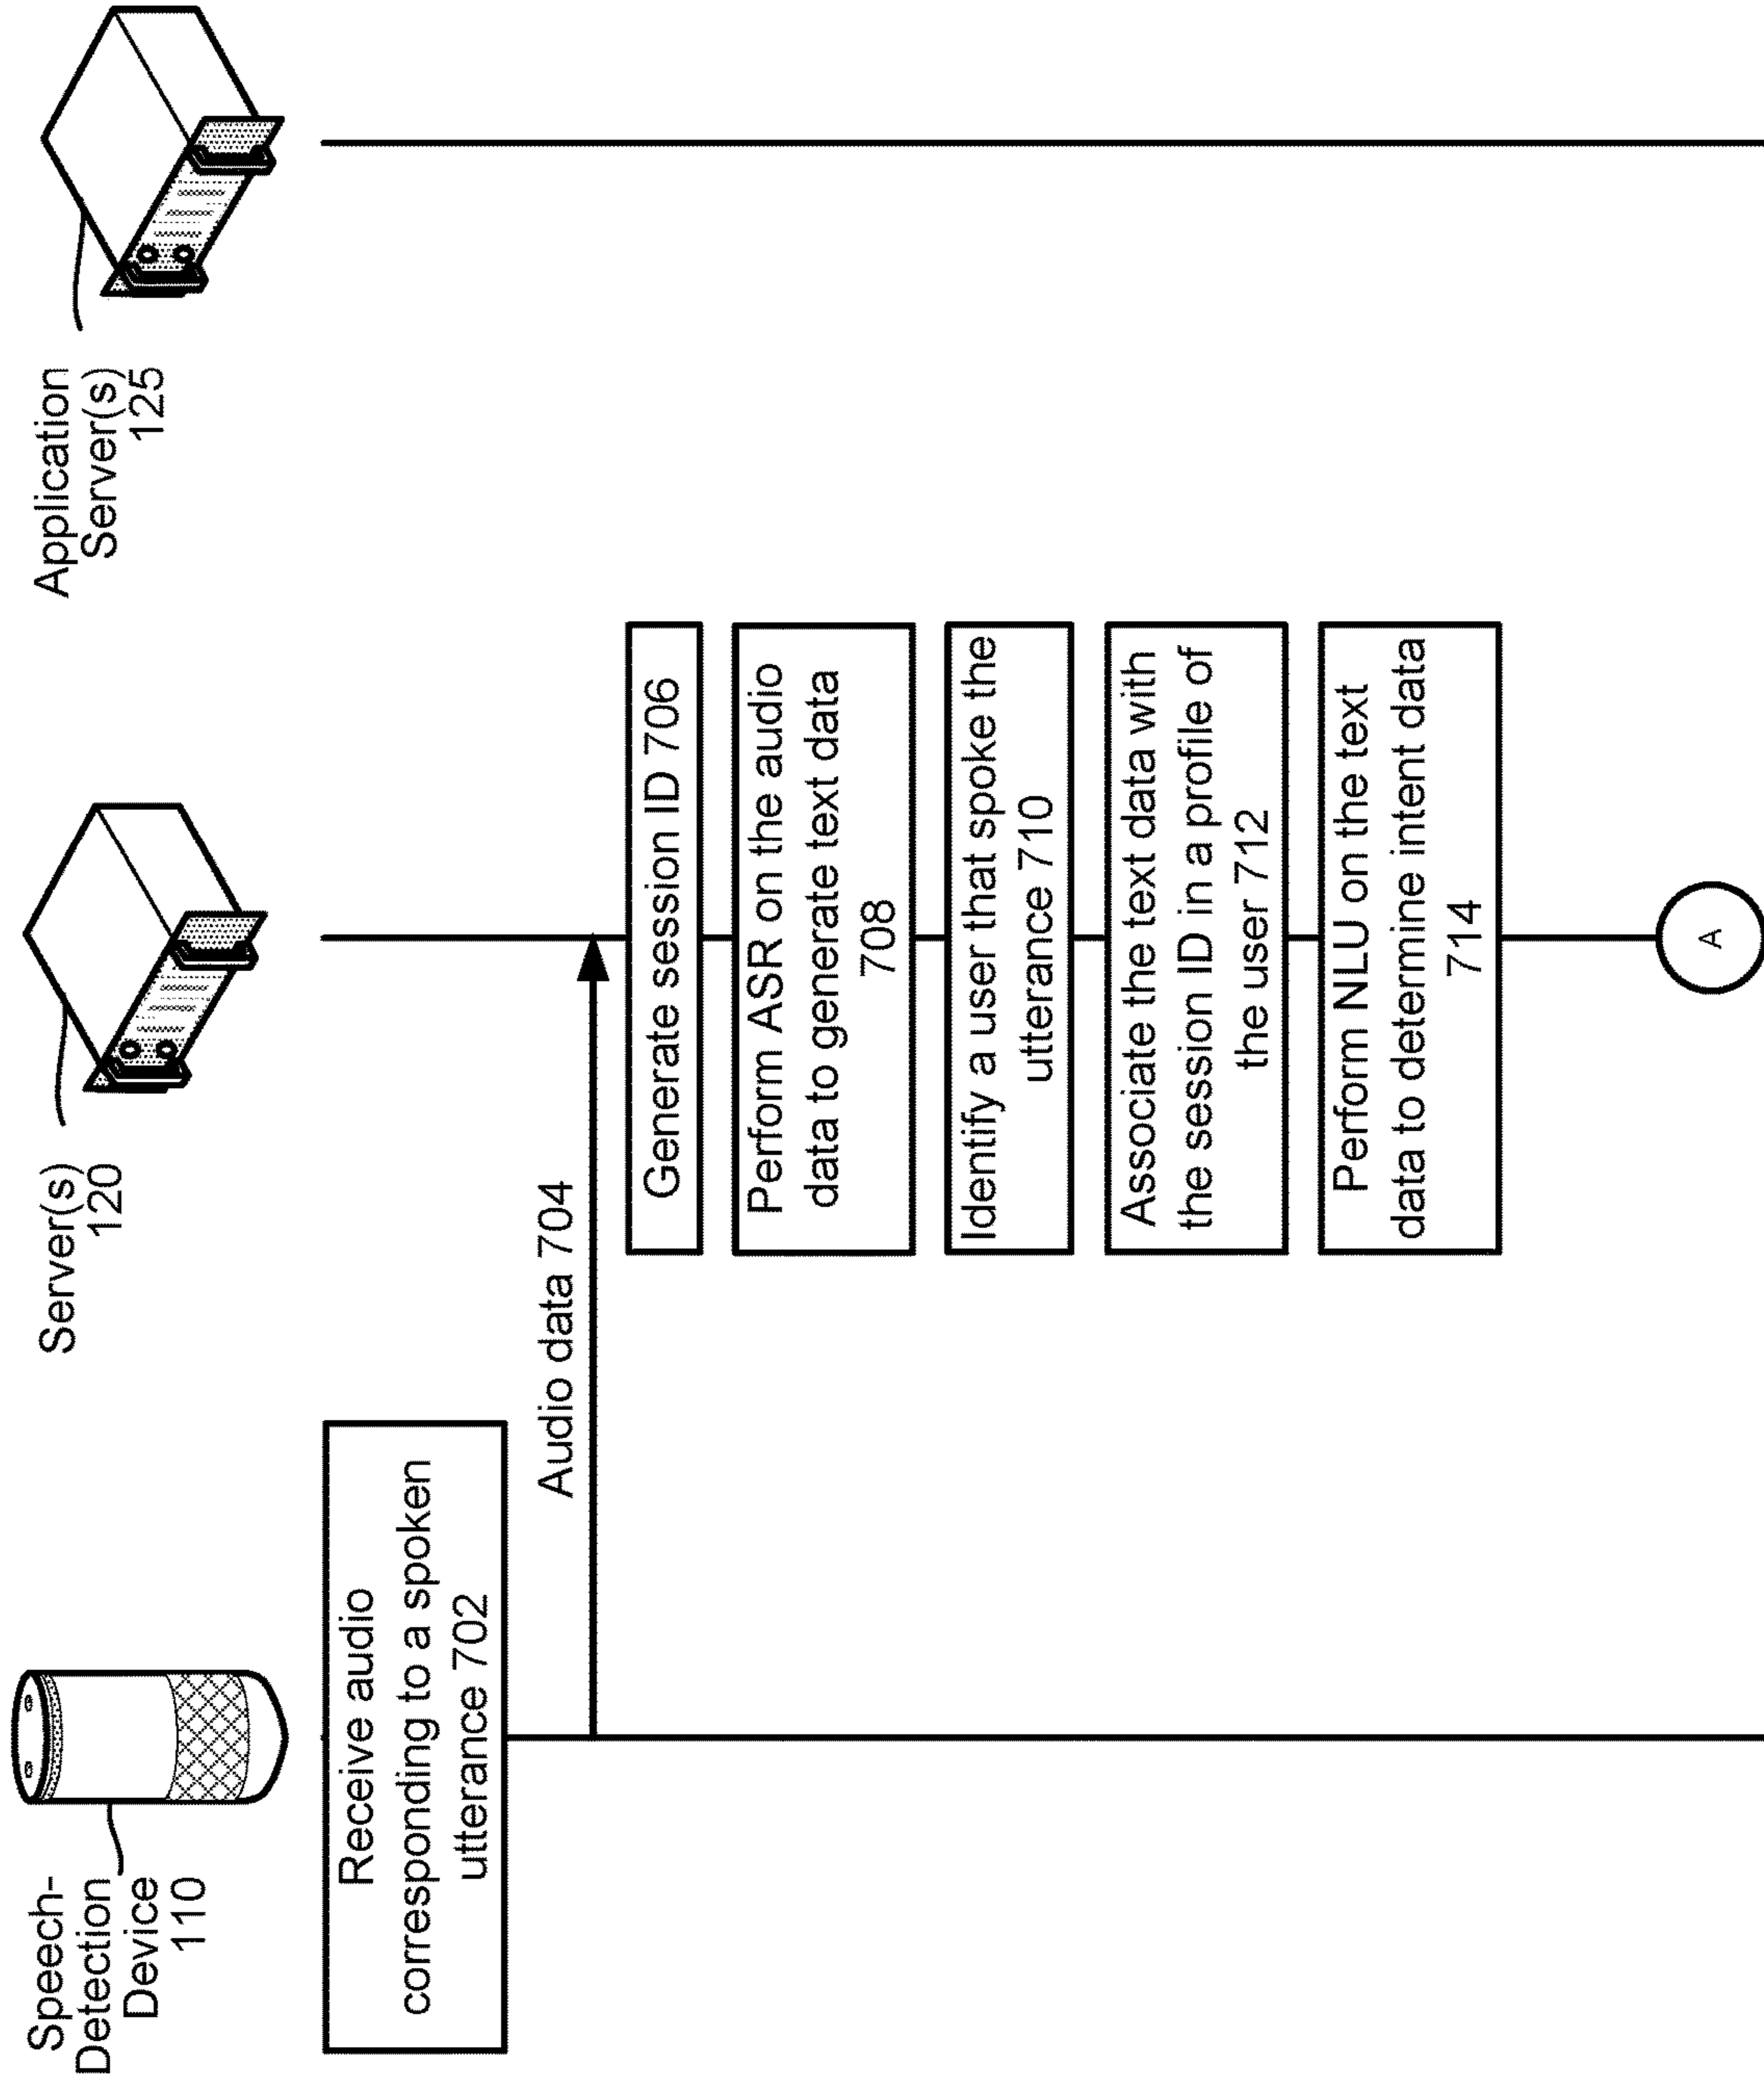 Speech-
Detection
Device
110
Server(s)
120
Application
Server(s)
125
Receive audio
corresponding to a spoken
utterance 702
Audio data 704
Generate session ID 706
Perform ASR on the audio
data to generate text data
708
Identify a user that spoke the
utterance 710
Associate the text data with
the session ID in a profile of
the user 712
Perform NLU on the text
data to determine intent data
714
A